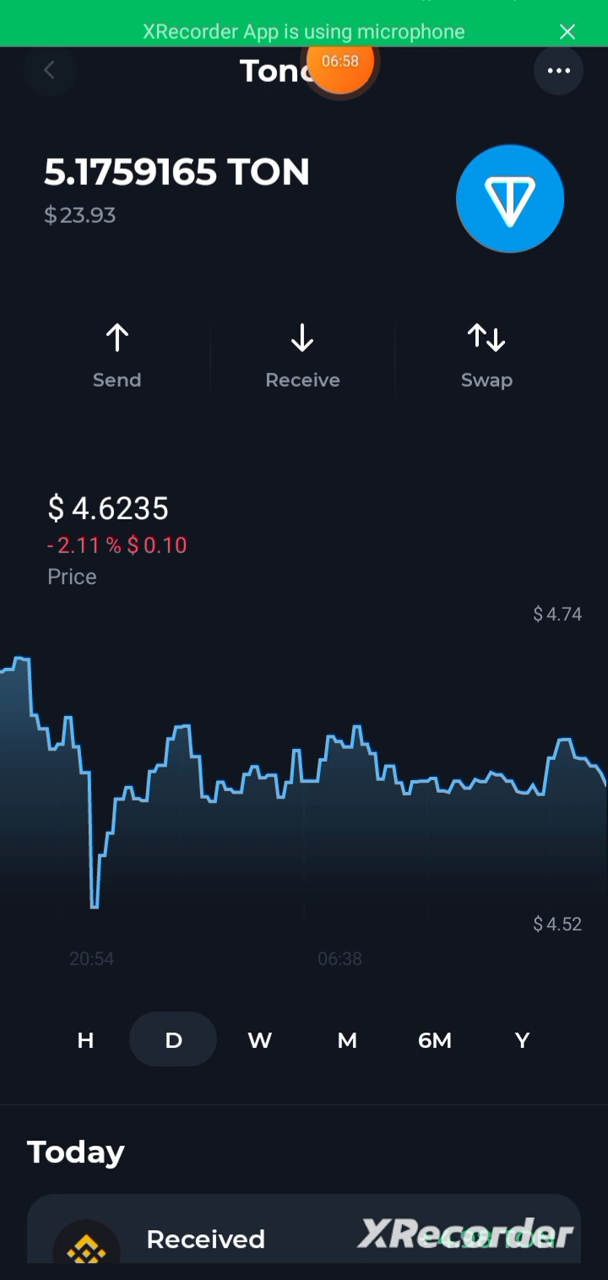 XRecorder App is using microphone
06:58
5.1759165 TON
$23.93
Send
Receive
Swap
$ 4.6235
-2.11 % $ 0.10
Price
$ 4.74
$ 4.52
20:54
06:38
H
D
W
M
6M
Y
Today
Received
XRecorder